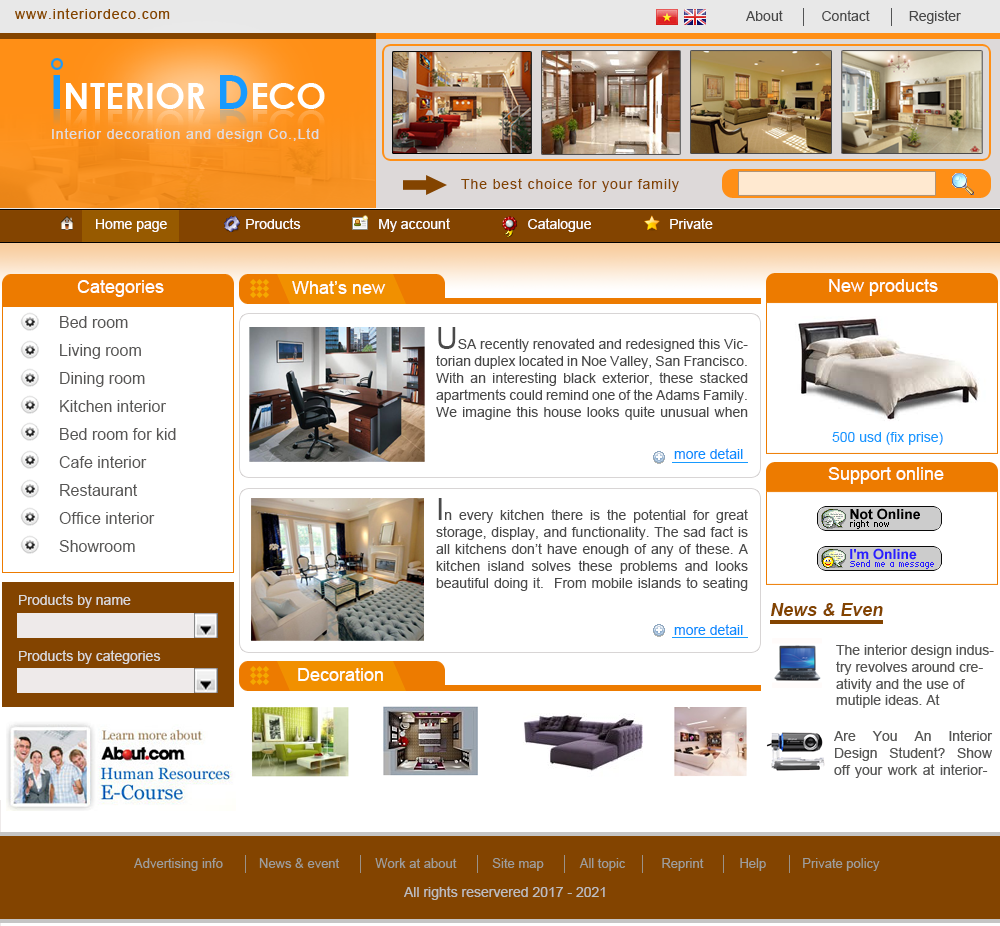 www.interiordeco.com
About
Contact
Register
INTERIOR DECO
Interior decoration and design Co.,Ltd
The best choice for your family
Home page
Products
My account
Catalogue
Private
Categories
Bed room
Living room
Dining room
Kitchen interior
Bed room for kid
Cafe interior
Restaurant
Office interior
Showroom
Products by name
Products by categories
Learn more about
About.com
Human Resources
E-Course
What's new
USA recently renovated and redesigned this Vic-
torian duplex located in Noe Valley, San Francisco.
With an interesting black exterior, these stacked
apartments could remind one of the Adams Family.
We imagine this house looks quite unusual when
more detail
In every kitchen there is the potential for great
storage, display, and functionality. The sad fact is
all kitchens don't have enough of any of these. A
kitchen island solves these problems and looks
beautiful doing it. From mobile islands to seating
more detail
Decoration
New products
500 usd (fix prise)
Support online
Not Online
right now
I'm Online
Send me a message
News & Even
The interior design indus-
try revolves around cre-
ativity and the use of
mutiple ideas. At
Are You An Interior
Design Student? Show
off your work at interior-
Advertising info
News & event
Work at about
Site map
All topic
Reprint
Help
Private policy
All rights reservered 2017 - 2021